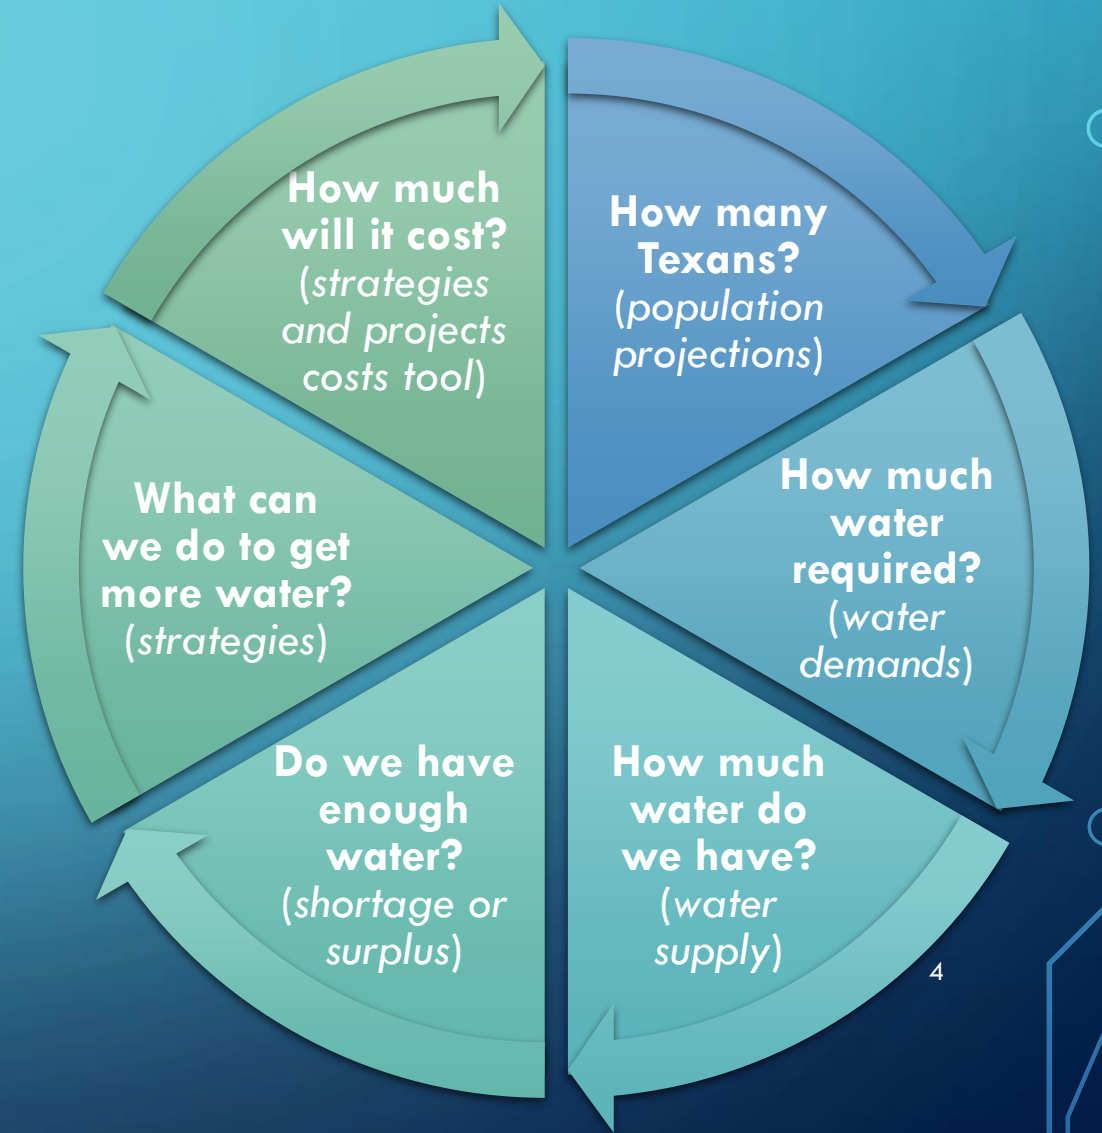 How many
Texans?
(population
projections)
How much
water
required?
(water
demands)
How much
water do
we have?
(water
supply)
Do we have
enough
water?
(shortage or
surplus)
What can
we do to get
more water?
(strategies)
How much
will it cost?
(strategies
and projects
costs tool)
4